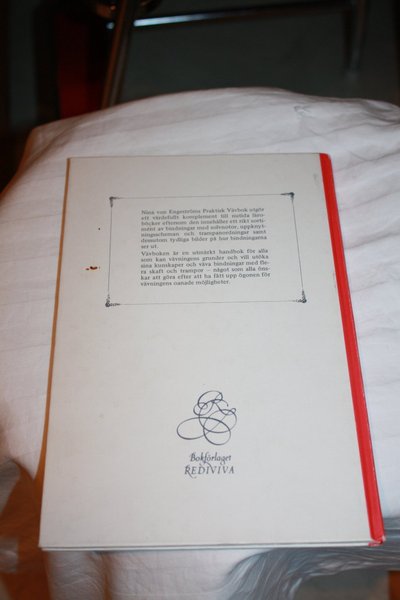 Nina von Engeströms Praktisk Vävbok utgör
ett värdefullt komplement till nutida läro-
böcker eftersom den innehåller ett rikt sorti-
ment av bindningar med solvnotor, uppknyt-
ningsscheman och trampanordningar samt
dessutom tydliga bilder på hur bindningarna
ser ut.
Vävboken är en utmärkt handbok för alla
som kan vävningens grunder och vill utöka
sina kunskaper och väva bindningar med fle-
ra skaft och trampor – något som alla öns-
kar att göra efter att ha fått upp ögonen för
vävningens oanade möjligheter.
Bokförlaget
REDIVIVA